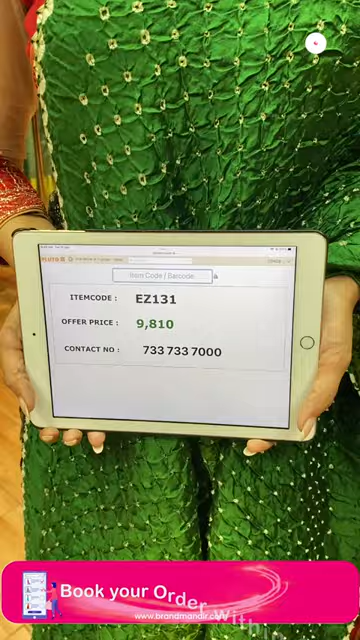 Item Code / Barcode
ITEMCODE : EZ131
OFFER PRICE : 9,810
CONTACT NO : 733 733 7000
Book your Order With
www.brandmandir.com